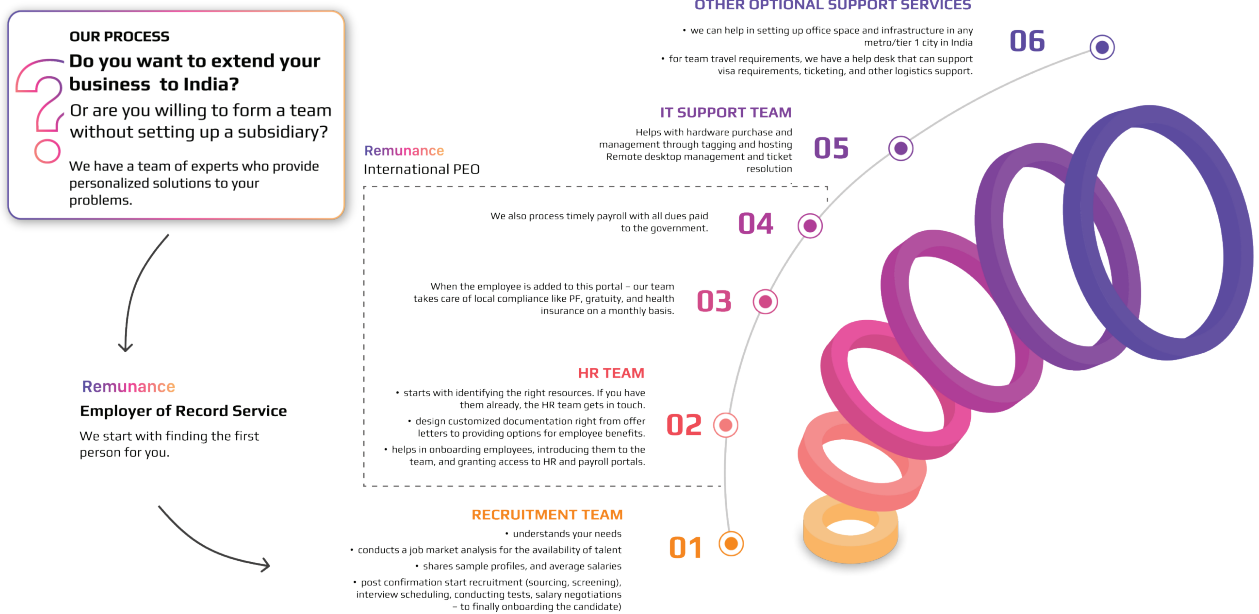 OUR PROCESS
Do you want to extend your
business to India?
Or are you willing to form a team
without setting up a subsidiary?
We have a team of experts who provide
personalized solutions to your
problems.
Remunance
Employer of Record Service
We start with finding the first
person for you.
OTHER OPTIONAL SUPPORT SERVICES
• we can help in setting up office space and infrastructure in any
metro/tier 1 city in India
• for team travel requirements, we have a help desk that can support
visa requirements, ticketing, and other logistics support.
06
IT SUPPORT TEAM
Helps with hardware purchase and
management through tagging and hosting
Remote desktop management and ticket
resolution
05
Remunance
International PEO
We also process timely payroll with all dues paid
to the government.
04
When the employee is added to this portal – our team
takes care of local compliance like PF, gratuity, and health
insurance on a monthly basis.
03
HR TEAM
• starts with identifying the right resources. If you have
them already, the HR team gets in touch.
• design customized documentation right from offer
letters to providing options for employee benefits.
• helps in onboarding employees, introducing them to the
team, and granting access to HR and payroll portals.
02
RECRUITMENT TEAM
• understands your needs
• conducts a job market analysis for the availability of talent
• shares sample profiles, and average salaries
• post confirmation start recruitment (sourcing, screening),
interview scheduling, conducting tests, salary negotiations
– to finally onboarding the candidate)
01